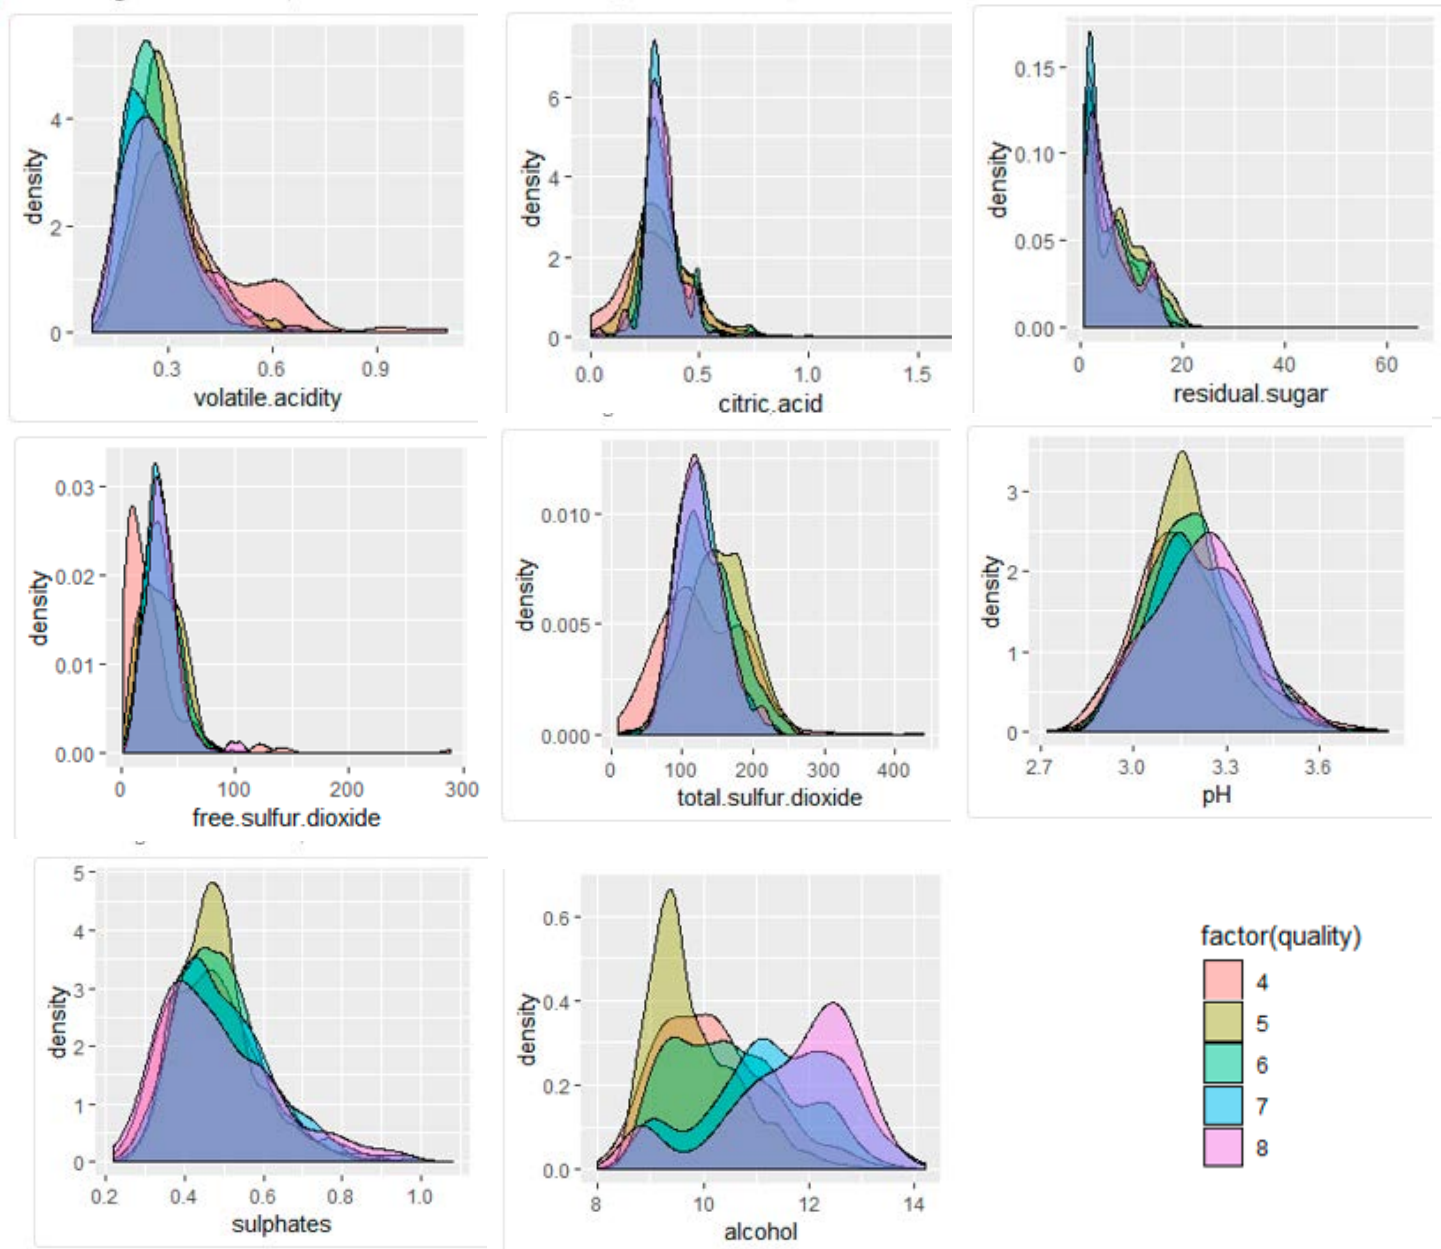 density
4
2
0
0.3 0.6 0.9
volatile.acidity
density
6
4
2
0
0.0 0.5 1.0 1.5
citric.acid
density
0.15
0.10
0.05
0.00
0 20 40 60
residual.sugar
density
0.03
0.02
0.01
0.00
0 100 200 300
free.sulfur.dioxide
density
0.010
0.005
0.000
0 100 200 300 400
total.sulfur.dioxide
density
3
2
1
0
2.7 3.0 3.3 3.6
pH
density
5
4
3
2
1
0
0.2 0.4 0.6 0.8 1.0
sulphates
density
0.6
0.4
0.2
0.0
8 10 12 14
alcohol
factor(quality)
4
5
6
7
8